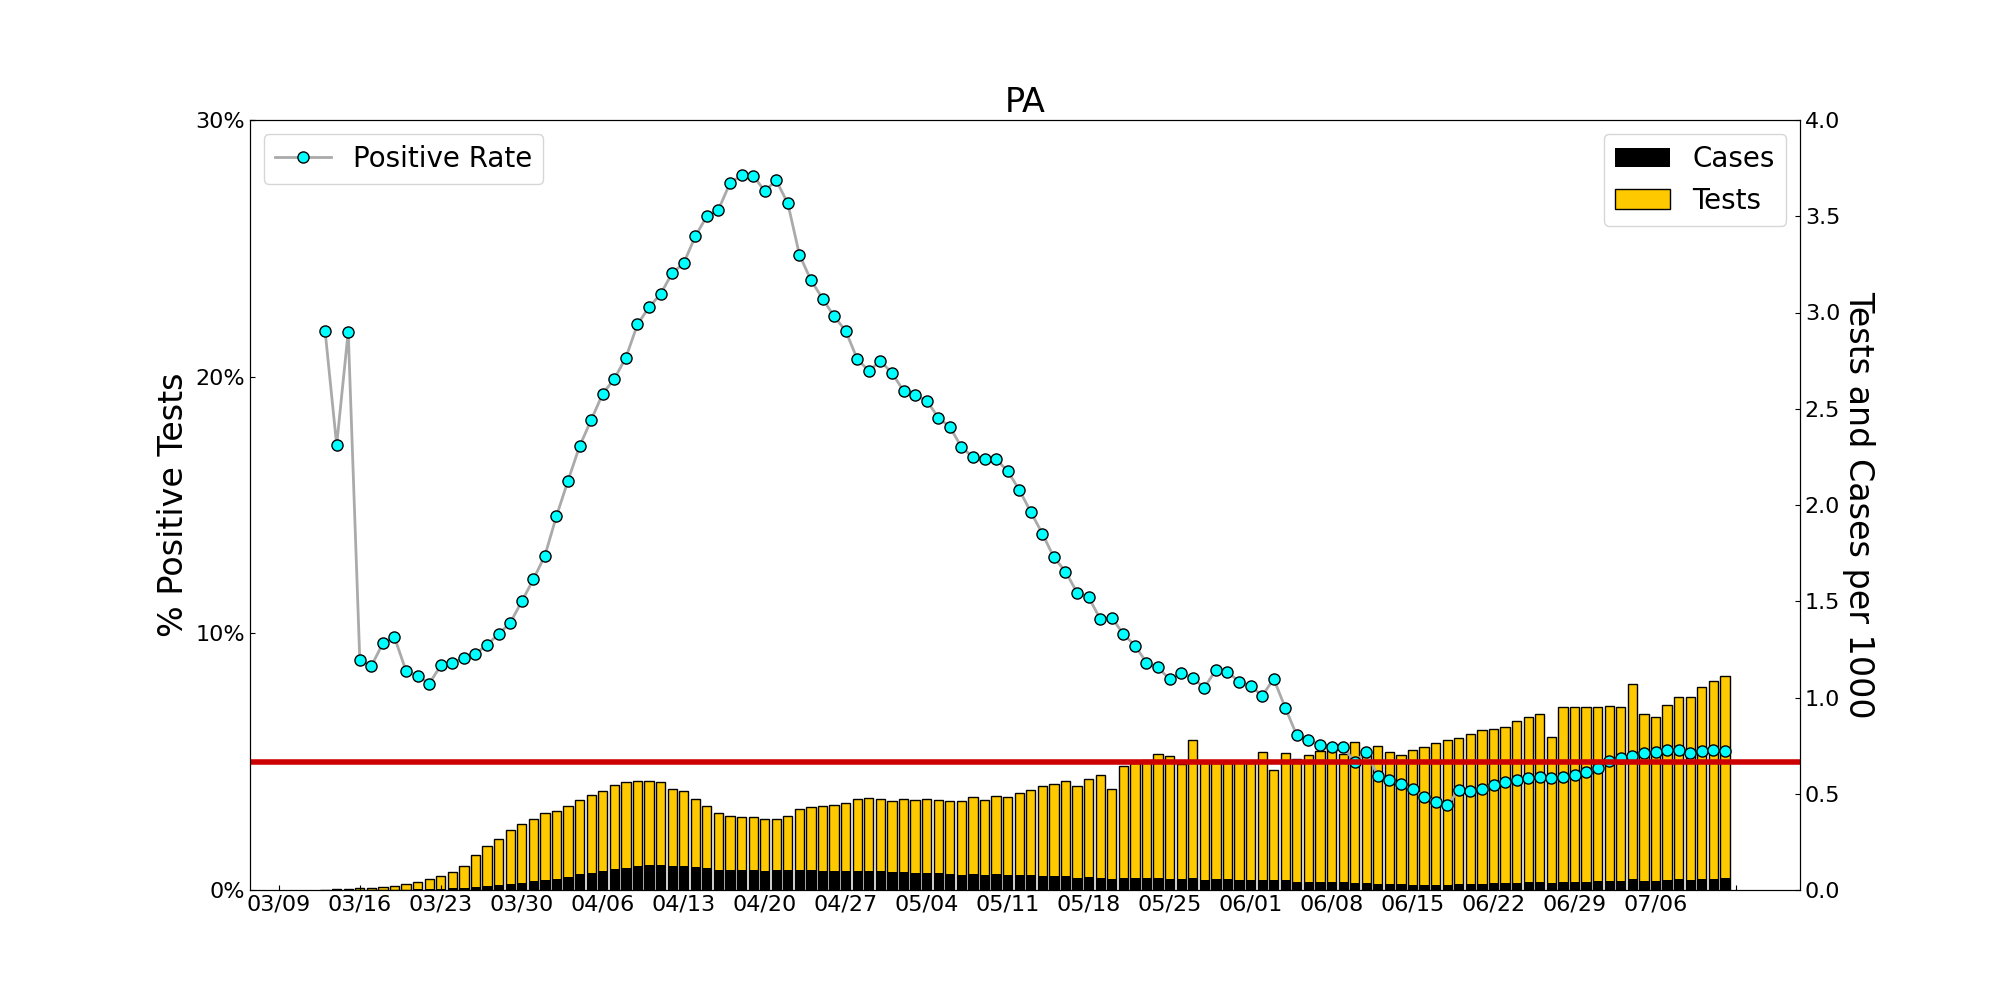 PA
Positive Rate
Cases
Tests
% Positive Tests
30%
20%
10%
0%
4.0
3.5
3.0
2.5
2.0
1.5
1.0
0.5
0.0
Tests and Cases per 1000
03/09 03/16 03/23 03/30 04/06 04/13 04/20 04/27 05/04 05/11 05/18 05/25 06/01 06/08 06/15 06/22 06/29 07/06